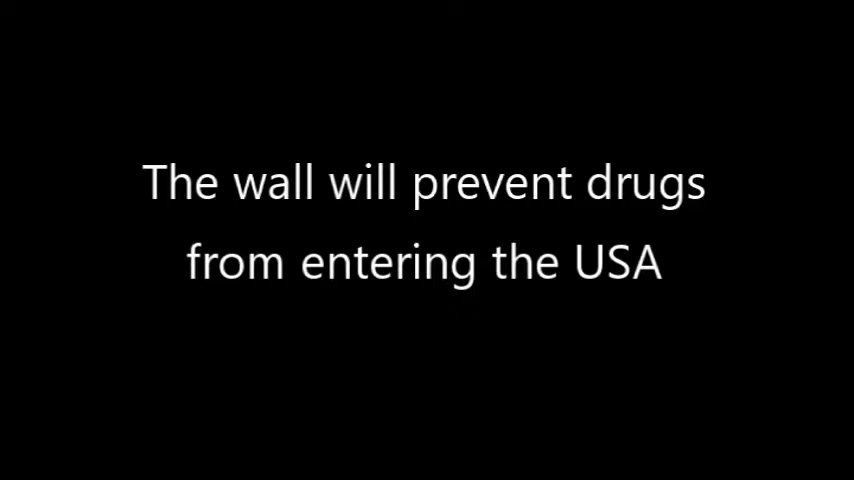 The wall will prevent drugs
from entering the USA